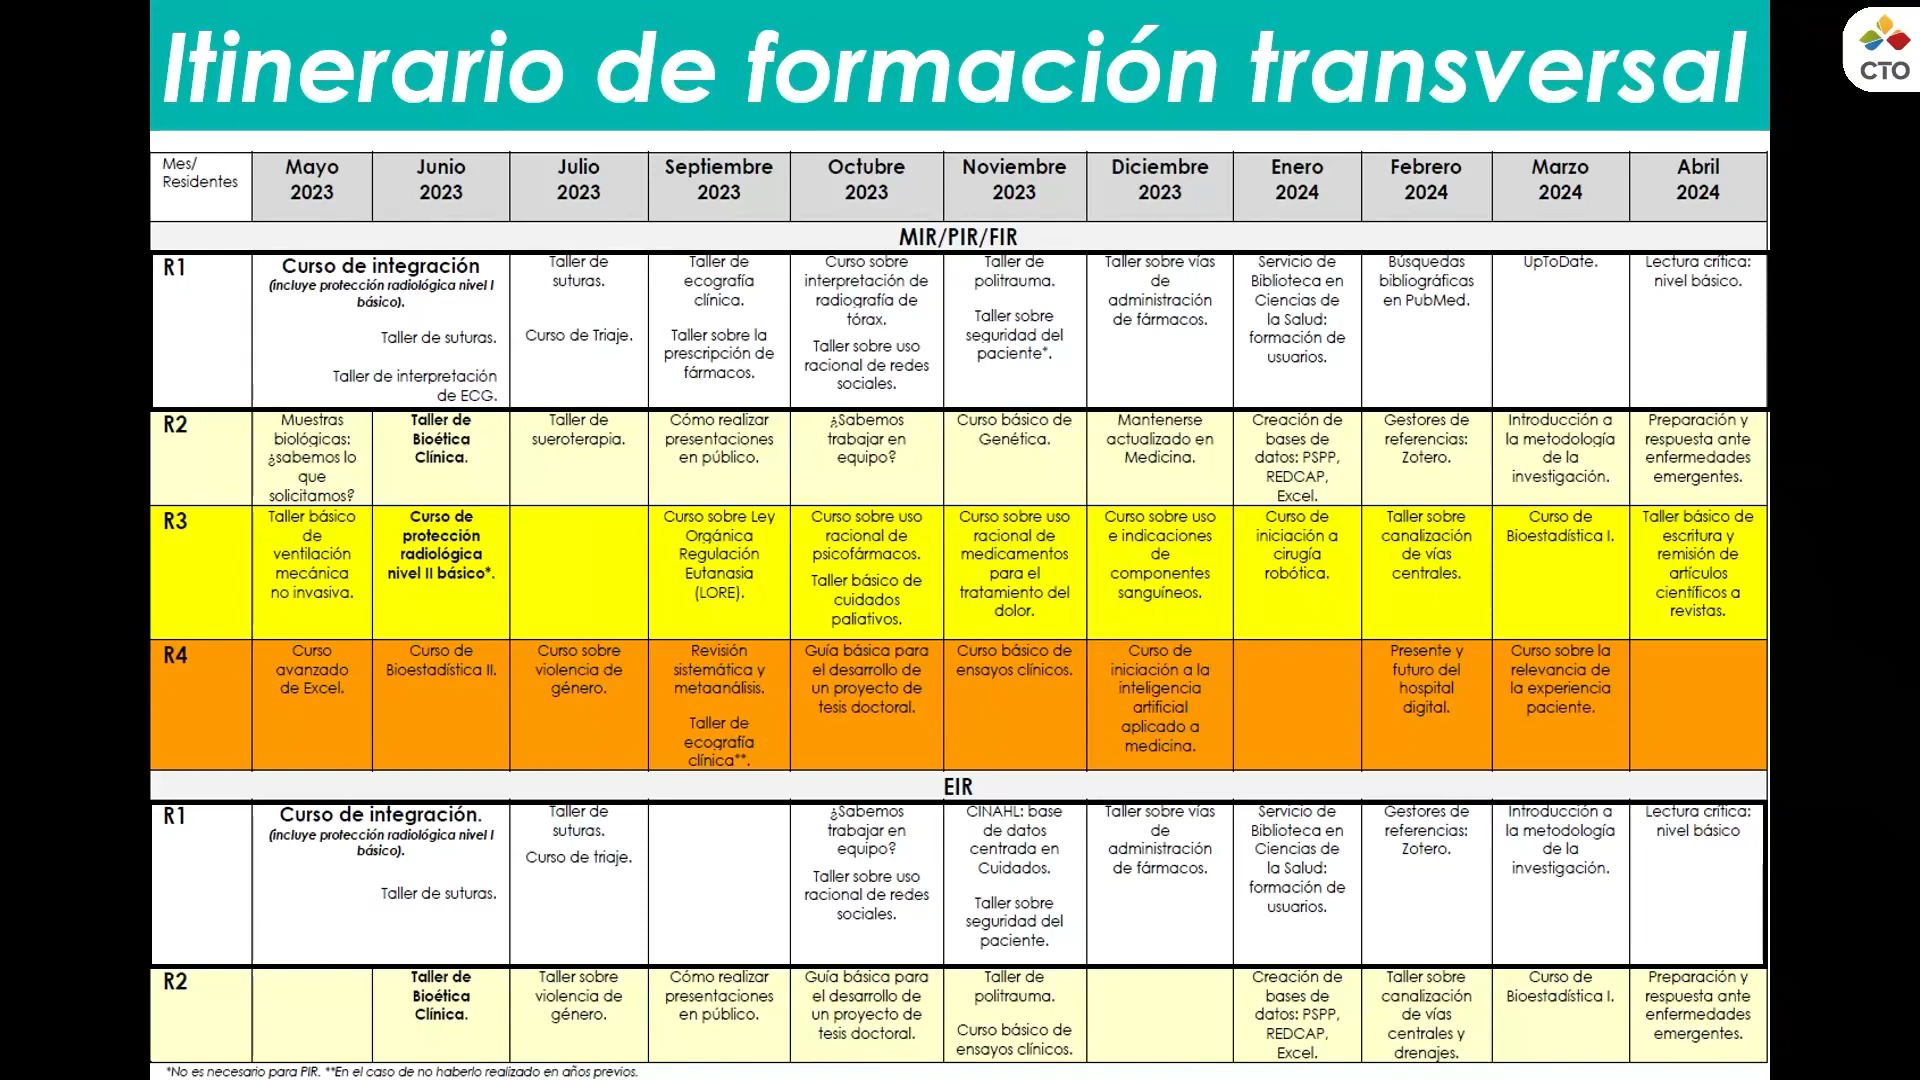 Itinerario de formación transversal
CTO
Mes/
Residentes
Mayo
2023
Junio
2023
Julio
2023
Septiembre
2023
Octubre
2023
Noviembre
2023
Diciembre
2023
Enero
2024
Febrero
2024
Marzo
2024
Abril
2024
MIR/PIR/FIR
R1
Curso de integración
(incluye protección radiológica nivel I
básico).
Taller de suturas.
Taller de interpretación
de ECG.
Taller de
suturas.
Curso de Triaje.
Taller de
ecografía
clínica.
Taller sobre la
prescripción de
fármacos.
Curso sobre
interpretación de
radiografía de
tórax.
Taller sobre uso
racional de redes
sociales.
Taller de
politrauma.
Taller sobre
seguridad del
paciente*.
Taller sobre vías
de
administración
de fármacos.
Servicio de
Biblioteca en
Ciencias de
la Salud:
formación de
usuarios.
Búsquedas
bibliográficas
en PubMed.
UpToDate.
Lectura crítica:
nivel básico.
R2
Muestras
biológicas:
¿sabemos lo
que
solicitamos?
Taller de
Bioética
Clínica.
Taller de
sueroterapia.
Cómo realizar
presentaciones
en público.
¿Sabemos
trabajar en
equipo?
Curso básico de
Genética.
Mantenerse
actualizado en
Medicina.
Creación de
bases de
datos: PSPP,
REDCAP,
Excel.
Gestores de
referencias:
Zotero.
Introducción a
la metodología
de la
investigación.
Preparación y
respuesta ante
enfermedades
emergentes.
R3
Taller básico
de
ventilación
mecánica
no invasiva.
Curso de
protección
radiológica
nivel II básico*.
Curso sobre Ley
Orgánica
Regulación
Eutanasia
(LORE).
Curso sobre uso
racional de
psicofármacos.
Taller básico de
cuidados
paliativos.
Curso sobre uso
racional de
medicamentos
para el
tratamiento del
dolor.
Curso sobre uso
e indicaciones
de
componentes
sanguíneos.
Curso de
iniciación a
cirugía
robótica.
Taller sobre
canalización
de vías
centrales.
Curso de
Bioestadística I.
Taller básico de
escritura y
remisión de
artículos
científicos a
revistas.
R4
Curso
avanzado
de Excel.
Curso de
Bioestadística II.
Curso sobre
violencia de
género.
Revisión
sistemática y
metaanálisis.
Taller de
ecografía
clínica**.
Guía básica para
el desarrollo de
un proyecto de
tesis doctoral.
Curso básico de
ensayos clínicos.
Curso de
iniciación a la
inteligencia
artificial
aplicado a
medicina.
Presente y
futuro del
hospital
digital.
Curso sobre la
relevancia de
la experiencia
paciente.
EIR
R1
Curso de integración.
(incluye protección radiológica nivel I
básico).
Taller de suturas.
Taller de
suturas.
Curso de triaje.
¿Sabemos
trabajar en
equipo?
Taller sobre uso
racional de redes
sociales.
CINAHL: base
de datos
centrada en
Cuidados.
Taller sobre
seguridad del
paciente.
Taller sobre vías
de
administración
de fármacos.
Servicio de
Biblioteca en
Ciencias de
la Salud:
formación de
usuarios.
Gestores de
referencias:
Zotero.
Introducción a
la metodología
de la
investigación.
Lectura crítica:
nivel básico
R2
Taller de
Bioética
Clínica.
Taller sobre
violencia de
género.
Cómo realizar
presentaciones
en público.
Guía básica para
el desarrollo de
un proyecto de
tesis doctoral.
Taller de
politrauma.
Curso básico de
ensayos clínicos.
Creación de
bases de
datos: PSPP,
REDCAP,
Excel.
Taller sobre
canalización
de vías
centrales y
drenajes.
Curso de
Bioestadística I.
Preparación y
respuesta ante
enfermedades
emergentes.
*No es necesario para PIR. **En el caso de no haberlo realizado en años previos.